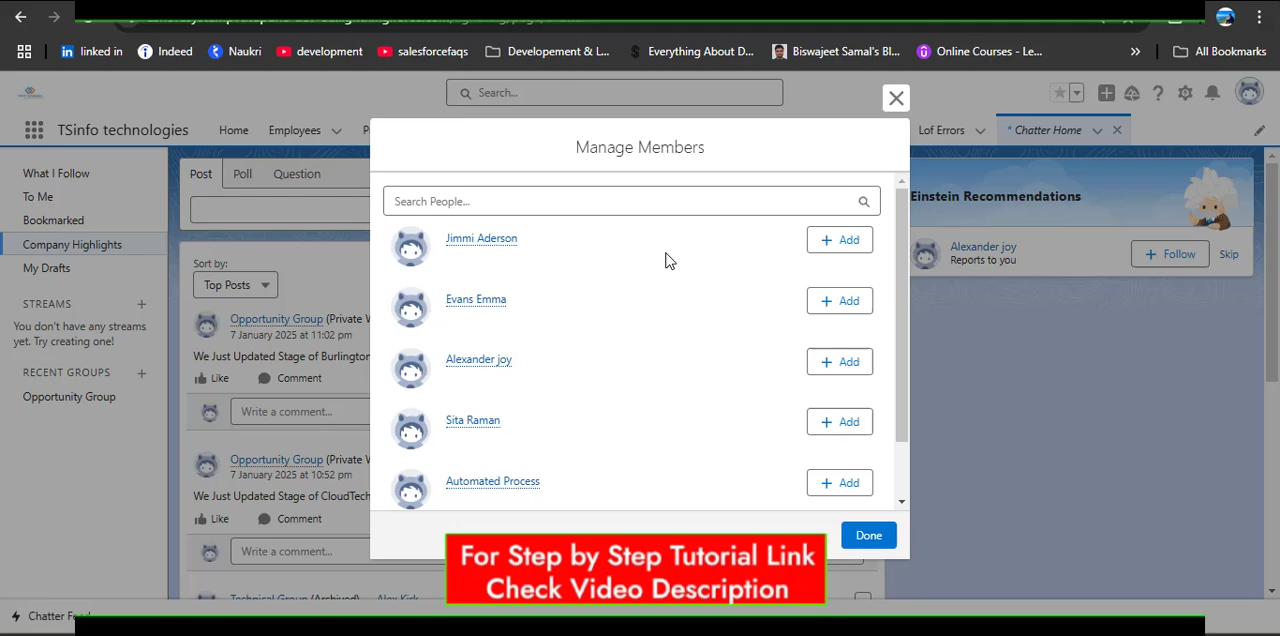 linked in
Indeed
Naukri
development
salesforcefaqs
Developement & L...
Everything About D...
Biswajeet Samal's Bl...
Online Courses - Le...
»
All Bookmarks
Search...
TSinfo technologies
Home
Employees
Lof Errors
* Chatter Home
Manage Members
What I Follow
To Me
Bookmarked
Company Highlights
My Drafts
STREAMS
You don't have any streams
yet. Try creating one!
RECENT GROUPS
Opportunity Group
Post
Poll
Question
Sort by:
Top Posts
Opportunity Group (Private
7 January 2025 at 11:02 pm
We Just Updated Stage of Burlington
Like
Comment
Write a comment...
Opportunity Group (Private
7 January 2025 at 10:52 pm
We Just Updated Stage of CloudTech
Like
Comment
Write a comment...
Technical Group (Archived)
Alex Kirk
Search People...
Jimmi Aderson
+ Add
Evans Emma
+ Add
Alexander joy
+ Add
Sita Raman
+ Add
Automated Process
+ Add
Done
Einstein Recommendations
Alexander joy
Reports to you
+ Follow
Skip
For Step by Step Tutorial Link
Check Video Description